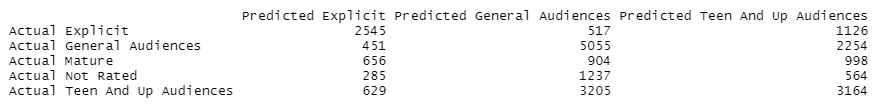 Predicted Explicit Predicted General Audiences Predicted Teen And Up Audiences
Actual Explicit 2545 517 1126
Actual General Audiences 451 5055 2254
Actual Mature 656 904 998
Actual Not Rated 285 1237 564
Actual Teen And Up Audiences 629 3205 3164